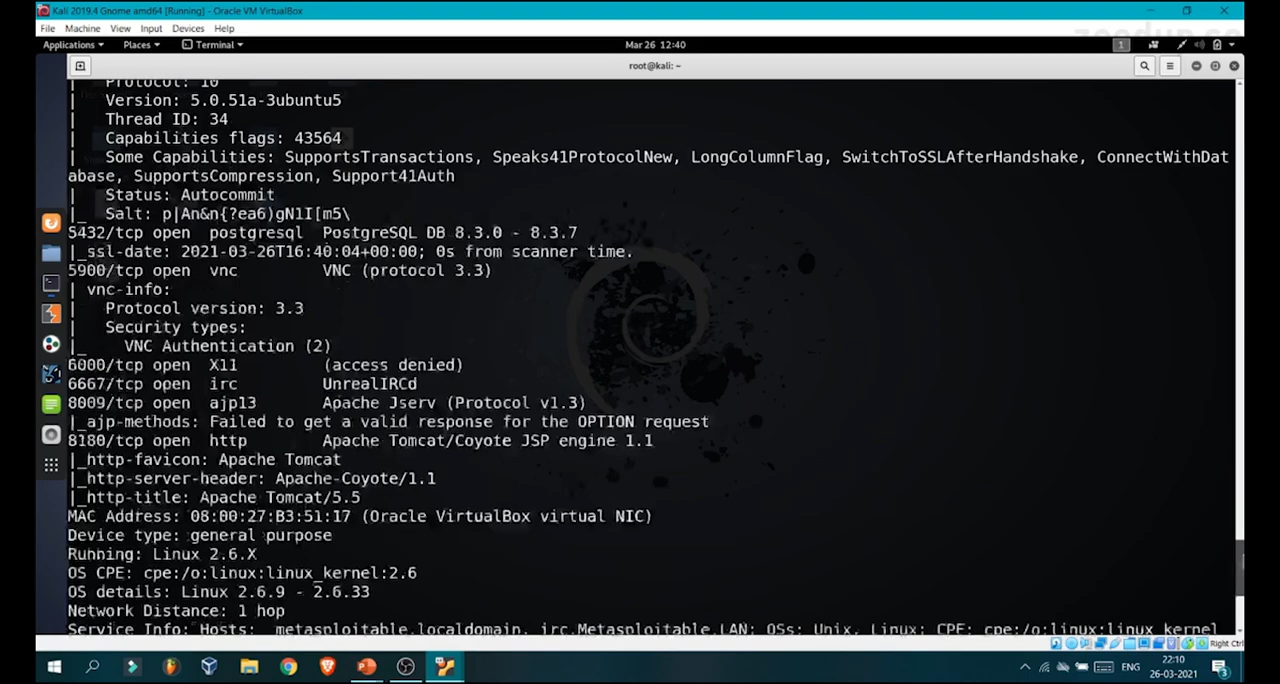 Kali 2019.4 Gnome amd64 [Running] - Oracle VM VirtualBox
File Machine View Input Devices Help
Applications Places Terminal Mar 26 12:40 1
root@kali: ~
| Protocol: 10
| Version: 5.0.51a-3ubuntu5
| Thread ID: 34
| Capabilities flags: 43564
| Some Capabilities: SupportsTransactions, Speaks41ProtocolNew, LongColumnFlag, SwitchToSSLAfterHandshake, ConnectWithDat
abase, SupportsCompression, Support41Auth
| Status: Autocommit
|_ Salt: p|An&n{?ea6)gN1I[m5\
5432/tcp open postgresql PostgreSQL DB 8.3.0 - 8.3.7
|_ssl-date: 2021-03-26T16:40:04+00:00; 0s from scanner time.
5900/tcp open vnc VNC (protocol 3.3)
| vnc-info:
| Protocol version: 3.3
| Security types:
|_ VNC Authentication (2)
6000/tcp open X11 (access denied)
6667/tcp open irc UnrealIRCd
8009/tcp open ajp13 Apache Jserv (Protocol v1.3)
|_ajp-methods: Failed to get a valid response for the OPTION request
8180/tcp open http Apache Tomcat/Coyote JSP engine 1.1
|_http-favicon: Apache Tomcat
|_http-server-header: Apache-Coyote/1.1
|_http-title: Apache Tomcat/5.5
MAC Address: 08:00:27:B3:51:17 (Oracle VirtualBox virtual NIC)
Device type: general purpose
Running: Linux 2.6.X
OS CPE: cpe:/o:linux:linux_kernel:2.6
OS details: Linux 2.6.9 - 2.6.33
Network Distance: 1 hop
Service Info: Hosts: metasploitable.localdomain, irc.Metasploitable.LAN; OSs: Unix, Linux; CPE: cpe:/o:linux:linux_kernel
Right Ctrl
ENG
22:10
26-03-2021
3